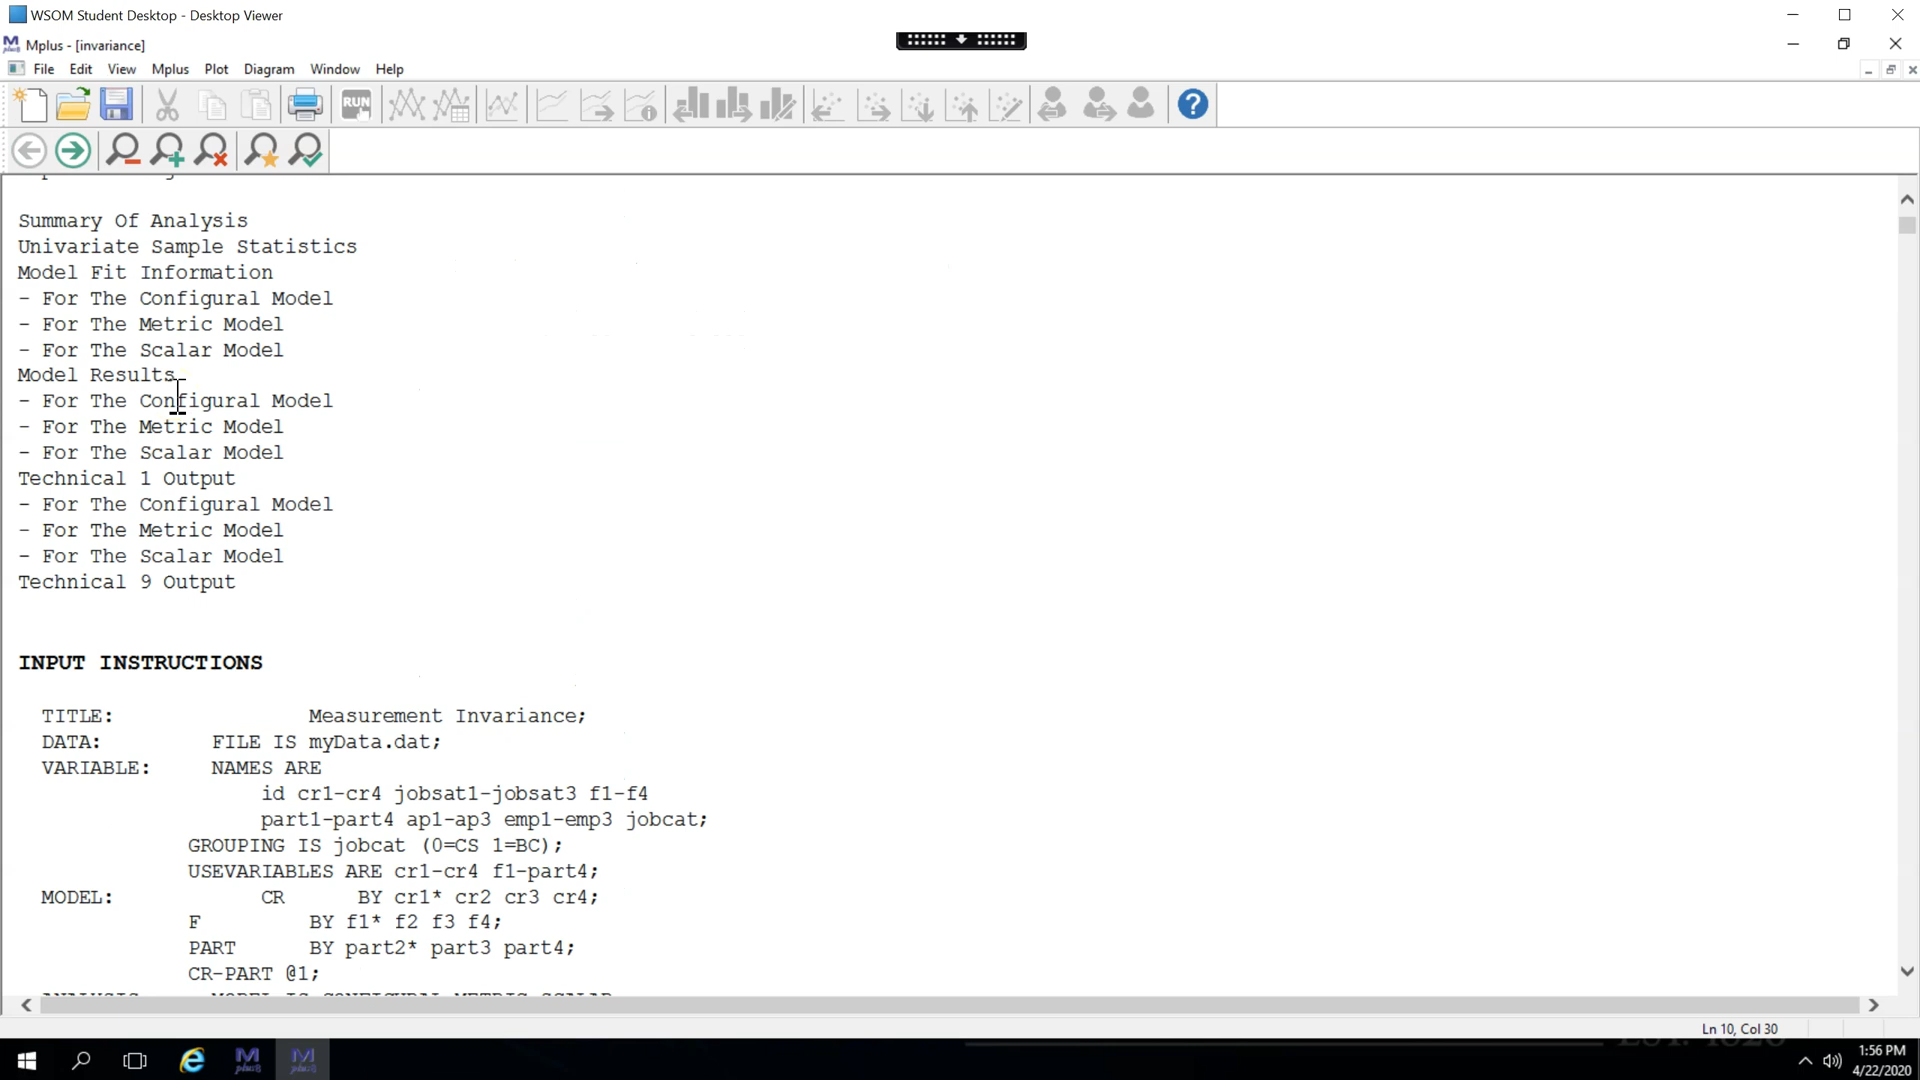 WSOM Student Desktop - Desktop Viewer
Mplus - [invariance]
File Edit View Mplus Plot Diagram Window Help
RUN
Summary Of Analysis
Univariate Sample Statistics
Model Fit Information
- For The Configural Model
- For The Metric Model
- For The Scalar Model
Model Results
- For The Configural Model
- For The Metric Model
- For The Scalar Model
Technical 1 Output
- For The Configural Model
- For The Metric Model
- For The Scalar Model
Technical 9 Output
INPUT INSTRUCTIONS
TITLE: Measurement Invariance;
DATA: FILE IS myData.dat;
VARIABLE: NAMES ARE
id cr1-cr4 jobsat1-jobsat3 f1-f4
part1-part4 ap1-ap3 emp1-emp3 jobcat;
GROUPING IS jobcat (0=CS 1=BC);
USEVARIABLES ARE cr1-cr4 f1-part4;
MODEL: CR BY cr1* cr2 cr3 cr4;
F BY f1* f2 f3 f4;
PART BY part2* part3 part4;
CR-PART @1;
ANALYSIS: MODEL IS CONFIGURAL METRIC SCALAR
Ln 10, Col 30
1:56 PM
4/22/2020